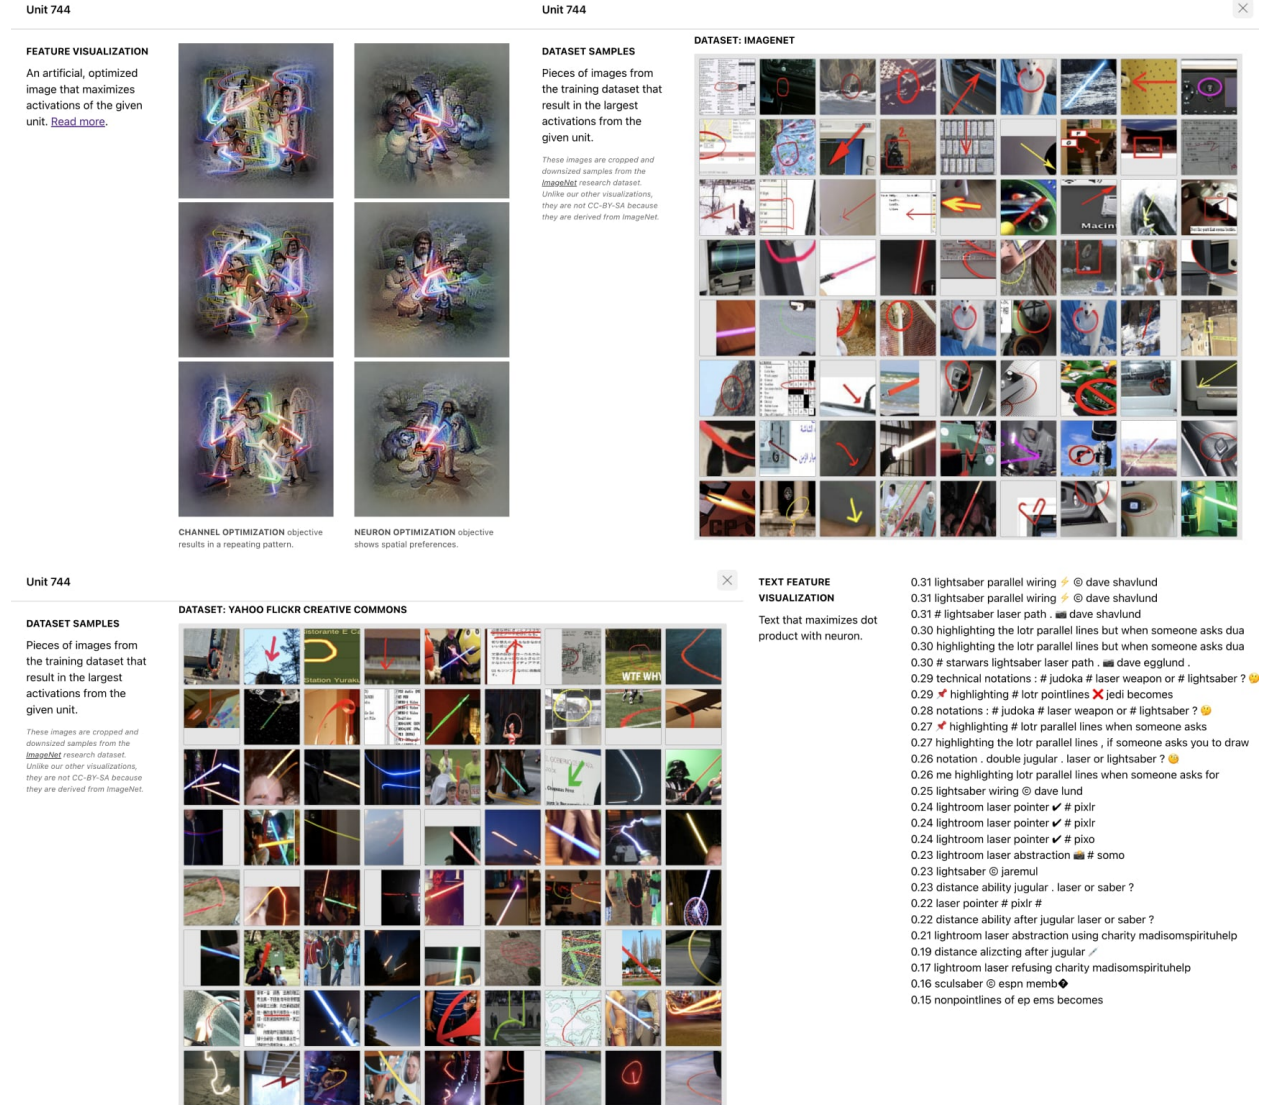 Unit 744
FEATURE VISUALIZATION
An artificial, optimized
image that maximizes
activations of the given
unit. Read more.
CHANNEL OPTIMIZATION objective
results in a repeating pattern.
NEURON OPTIMIZATION objective
shows spatial preferences.
Unit 744
DATASET SAMPLES
Pieces of images from
the training dataset that
result in the largest
activations from the
given unit.
These images are cropped and
downsized samples from the
ImageNet research dataset.
Unlike our other visualizations,
they are not CC-BY-SA because
they are derived from ImageNet.
DATASET: IMAGENET
Macin
Unit 744
DATASET SAMPLES
Pieces of images from
the training dataset that
result in the largest
activations from the
given unit.
These images are cropped and
downsized samples from the
ImageNet research dataset.
Unlike our other visualizations,
they are not CC-BY-SA because
they are derived from ImageNet.
DATASET: YAHOO FLICKR CREATIVE COMMONS
WTF WHY
TEXT FEATURE
VISUALIZATION
Text that maximizes dot
product with neuron.
0.31 lightsaber parallel wiring ⚡ © dave shavlund
0.31 lightsaber parallel wiring ⚡ © dave shavlund
0.31 # lightsaber laser path . 📷 dave shavlund
0.30 highlighting the lotr parallel lines but when someone asks dua
0.30 highlighting the lotr parallel lines but when someone asks dua
0.30 # starwars lightsaber laser path . 📷 dave egglund .
0.29 technical notations : # judoka # laser weapon or # lightsaber ? 🤔
0.29 📌 highlighting # lotr pointlines ❌ jedi becomes
0.28 notations : # judoka # laser weapon or # lightsaber ? 🤔
0.27 📌 highlighting # lotr parallel lines when someone asks
0.27 highlighting the lotr parallel lines , if someone asks you to draw
0.26 notation . double jugular . laser or lightsaber ? 🤔
0.26 me highlighting lotr parallel lines when someone asks for
0.25 lightsaber wiring © dave lund
0.24 lightroom laser pointer ✔ # pixlr
0.24 lightroom laser pointer ✔ # pixlr
0.24 lightroom laser pointer ✔ # pixo
0.23 lightroom laser abstraction 📸 # somo
0.23 lightsaber © jaremul
0.23 distance ability jugular . laser or saber ?
0.22 laser pointer # pixlr #
0.22 distance ability after jugular laser or saber ?
0.21 lightroom laser abstraction using charity madisomspirituhelp
0.19 distance alizcting after jugular 🗡
0.17 lightroom laser refusing charity madisomspirituhelp
0.16 sculsaber © espn memb�
0.15 nonpointlines of ep ems becomes